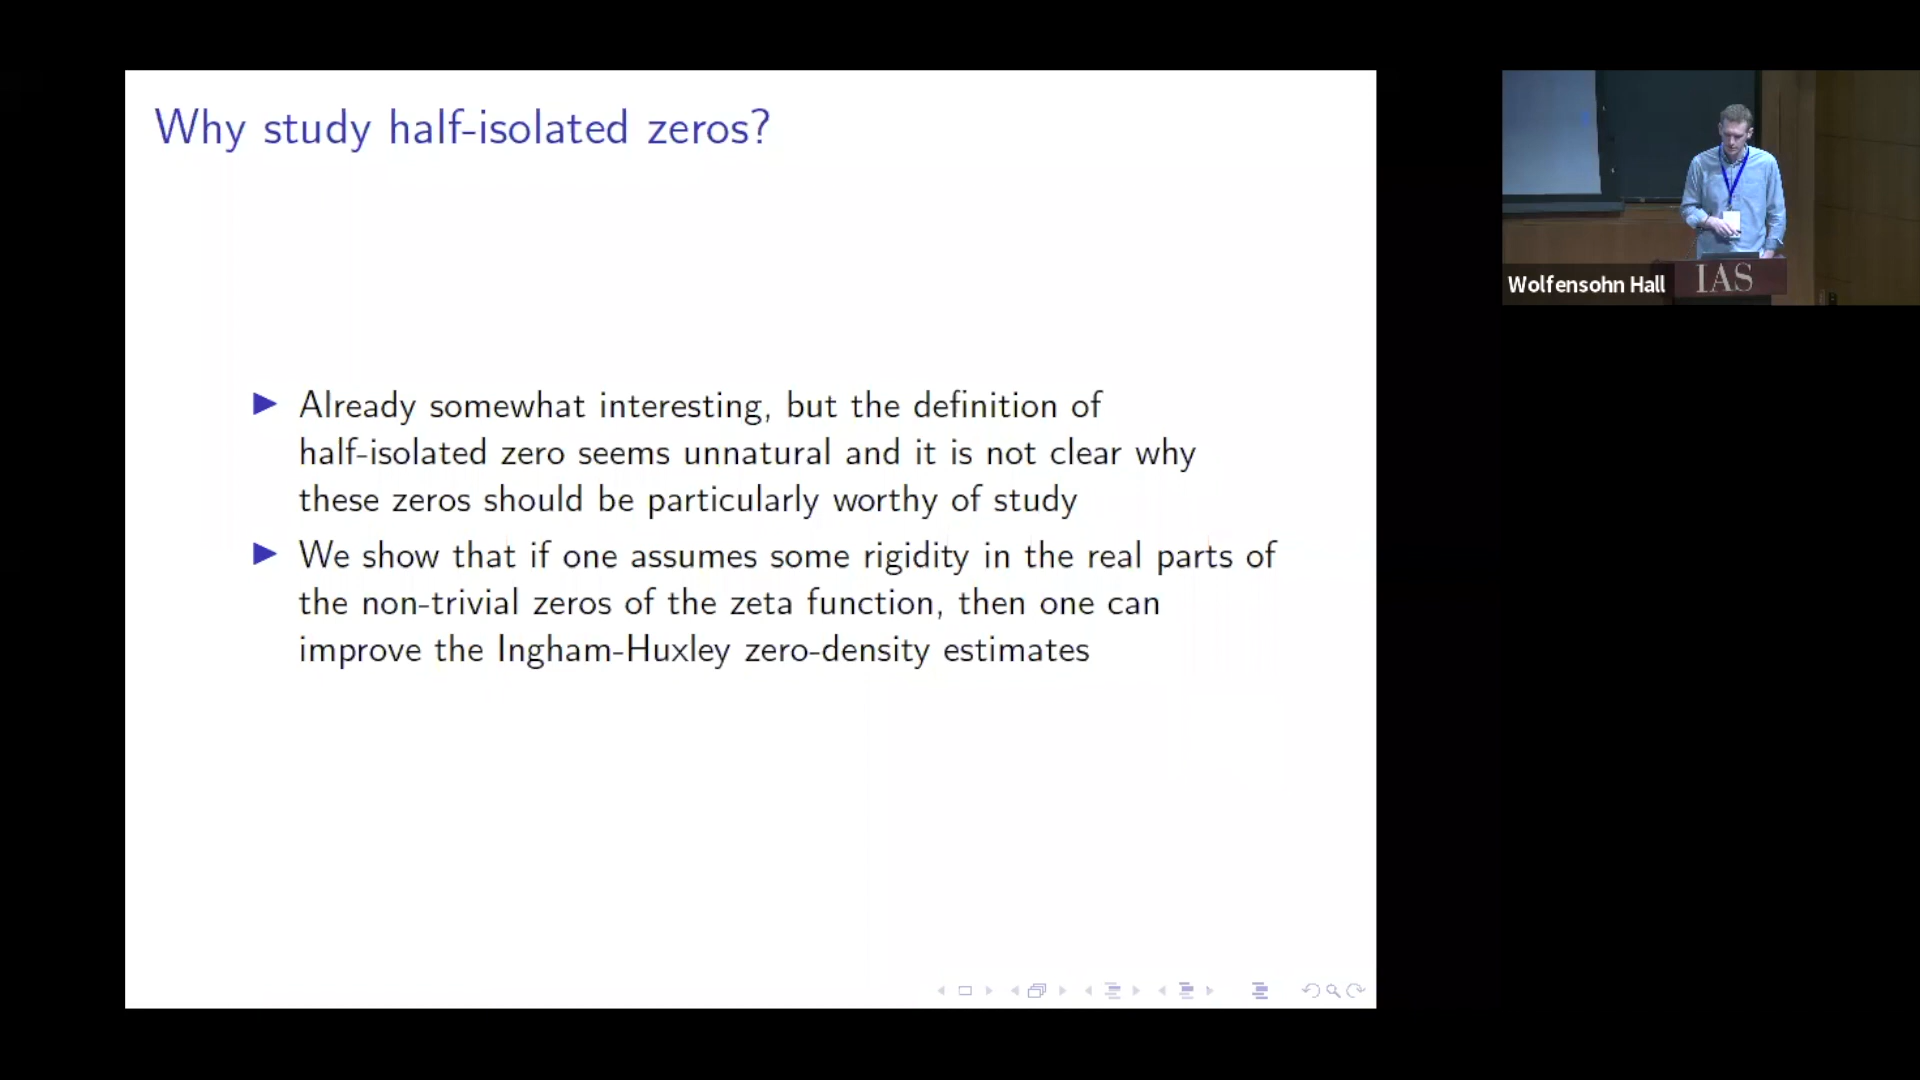 Why study half-isolated zeros?
Already somewhat interesting, but the definition of
half-isolated zero seems unnatural and it is not clear why
these zeros should be particularly worthy of study
We show that if one assumes some rigidity in the real parts of
the non-trivial zeros of the zeta function, then one can
improve the Ingham-Huxley zero-density estimates
Wolfensohn Hall
IAS